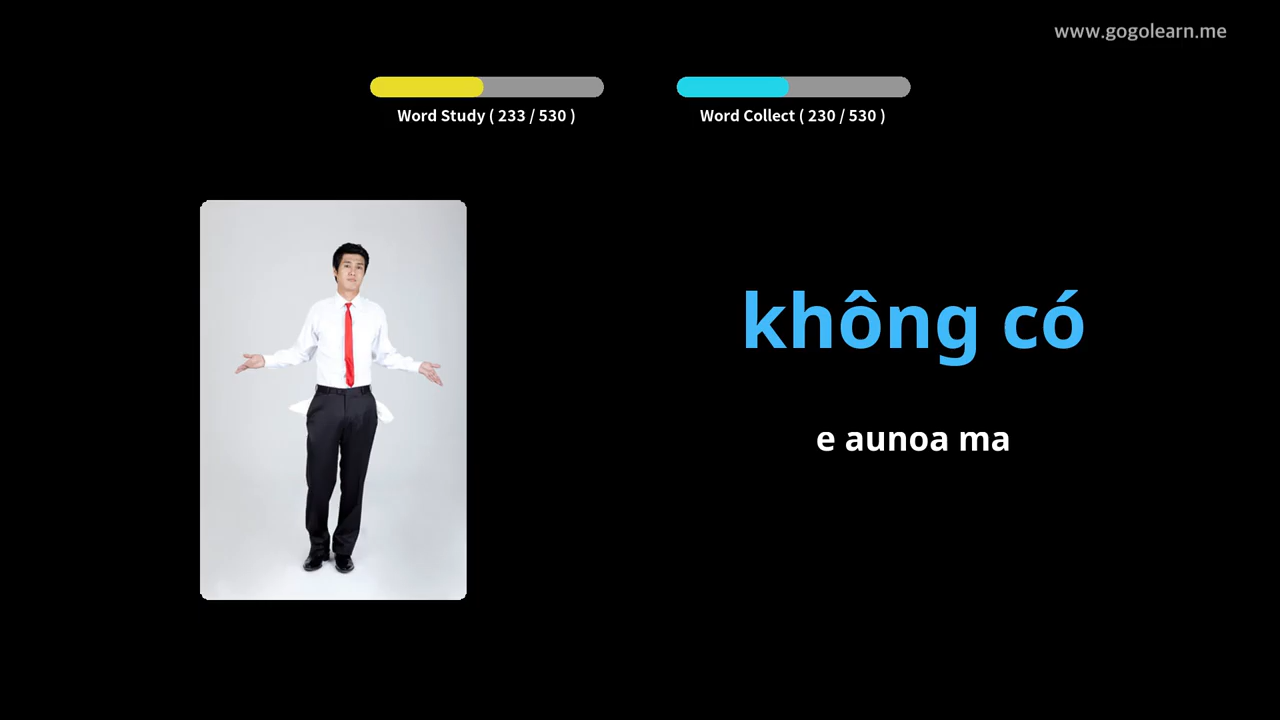 www.gogolearn.me
Word Study ( 233 / 530 )
Word Collect ( 230 / 530 )
không có
e aunoa ma